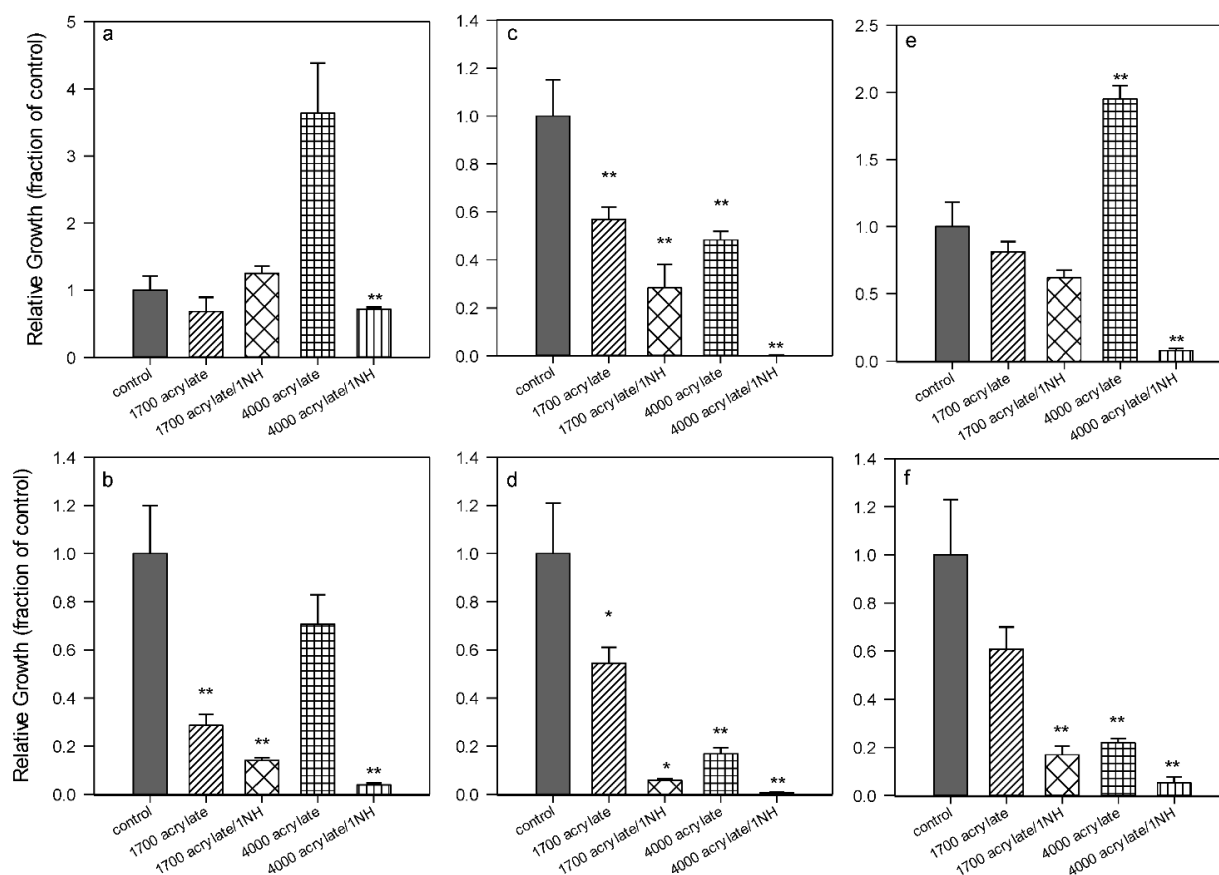 a
Relative Growth (fraction of control)
5
4
3
2
1
0
**
control
1700 acrylate
1700 acrylate/1NH
4000 acrylate
4000 acrylate/1NH
c
1.4
1.2
1.0
0.8
0.6
0.4
0.2
0.0
**
**
**
**
control
1700 acrylate
1700 acrylate/1NH
4000 acrylate
4000 acrylate/1NH
e
2.5
2.0
1.5
1.0
0.5
0.0
**
**
control
1700 acrylate
1700 acrylate/1NH
4000 acrylate
4000 acrylate/1NH
b
Relative Growth (fraction of control)
1.4
1.2
1.0
0.8
0.6
0.4
0.2
0.0
**
**
**
control
1700 acrylate
1700 acrylate/1NH
4000 acrylate
4000 acrylate/1NH
d
1.4
1.2
1.0
0.8
0.6
0.4
0.2
0.0
*
*
**
**
control
1700 acrylate
1700 acrylate/1NH
4000 acrylate
4000 acrylate/1NH
f
1.4
1.2
1.0
0.8
0.6
0.4
0.2
0.0
**
**
**
control
1700 acrylate
1700 acrylate/1NH
4000 acrylate
4000 acrylate/1NH